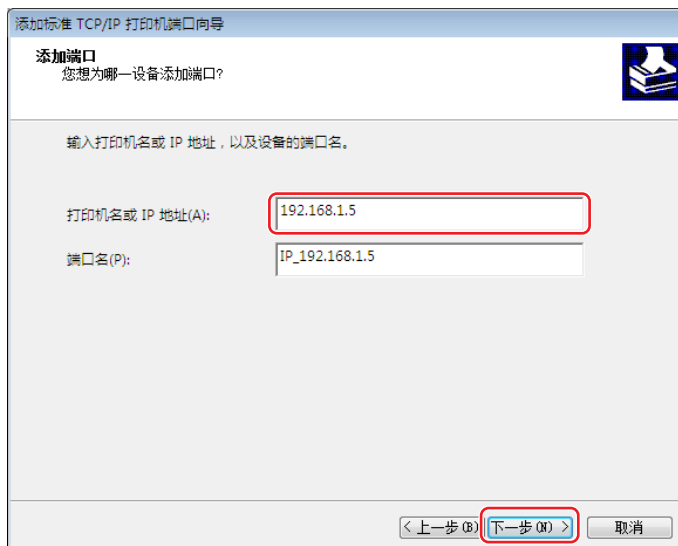 添加标准 TCP/IP 打印机端口向导
添加端口
您想为哪一设备添加端口?
输入打印机名或 IP 地址，以及设备的端口名。
打印机名或 IP 地址(A):
192.168.1.5
端口名(P):
IP_192.168.1.5
< 上一步(B)
下一步(N) >
取消